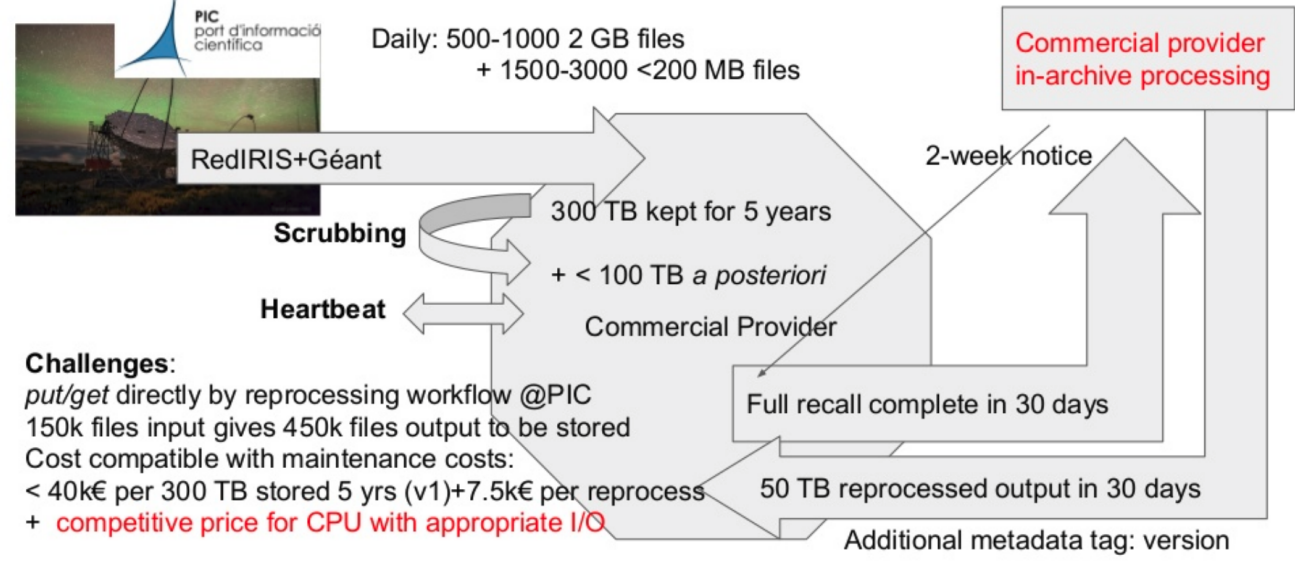 PIC
port d'informació
científica
Daily: 500-1000 2 GB files
+ 1500-3000 <200 MB files
Commercial provider
in-archive processing
RedIRIS+Géant
2-week notice
300 TB kept for 5 years
Scrubbing
+ < 100 TB a posteriori
Heartbeat
Commercial Provider
Challenges:
put/get directly by reprocessing workflow @PIC
150k files input gives 450k files output to be stored
Cost compatible with maintenance costs:
< 40k€ per 300 TB stored 5 yrs (v1)+7.5k€ per reprocess
+ competitive price for CPU with appropriate I/O
Full recall complete in 30 days
50 TB reprocessed output in 30 days
Additional metadata tag: version